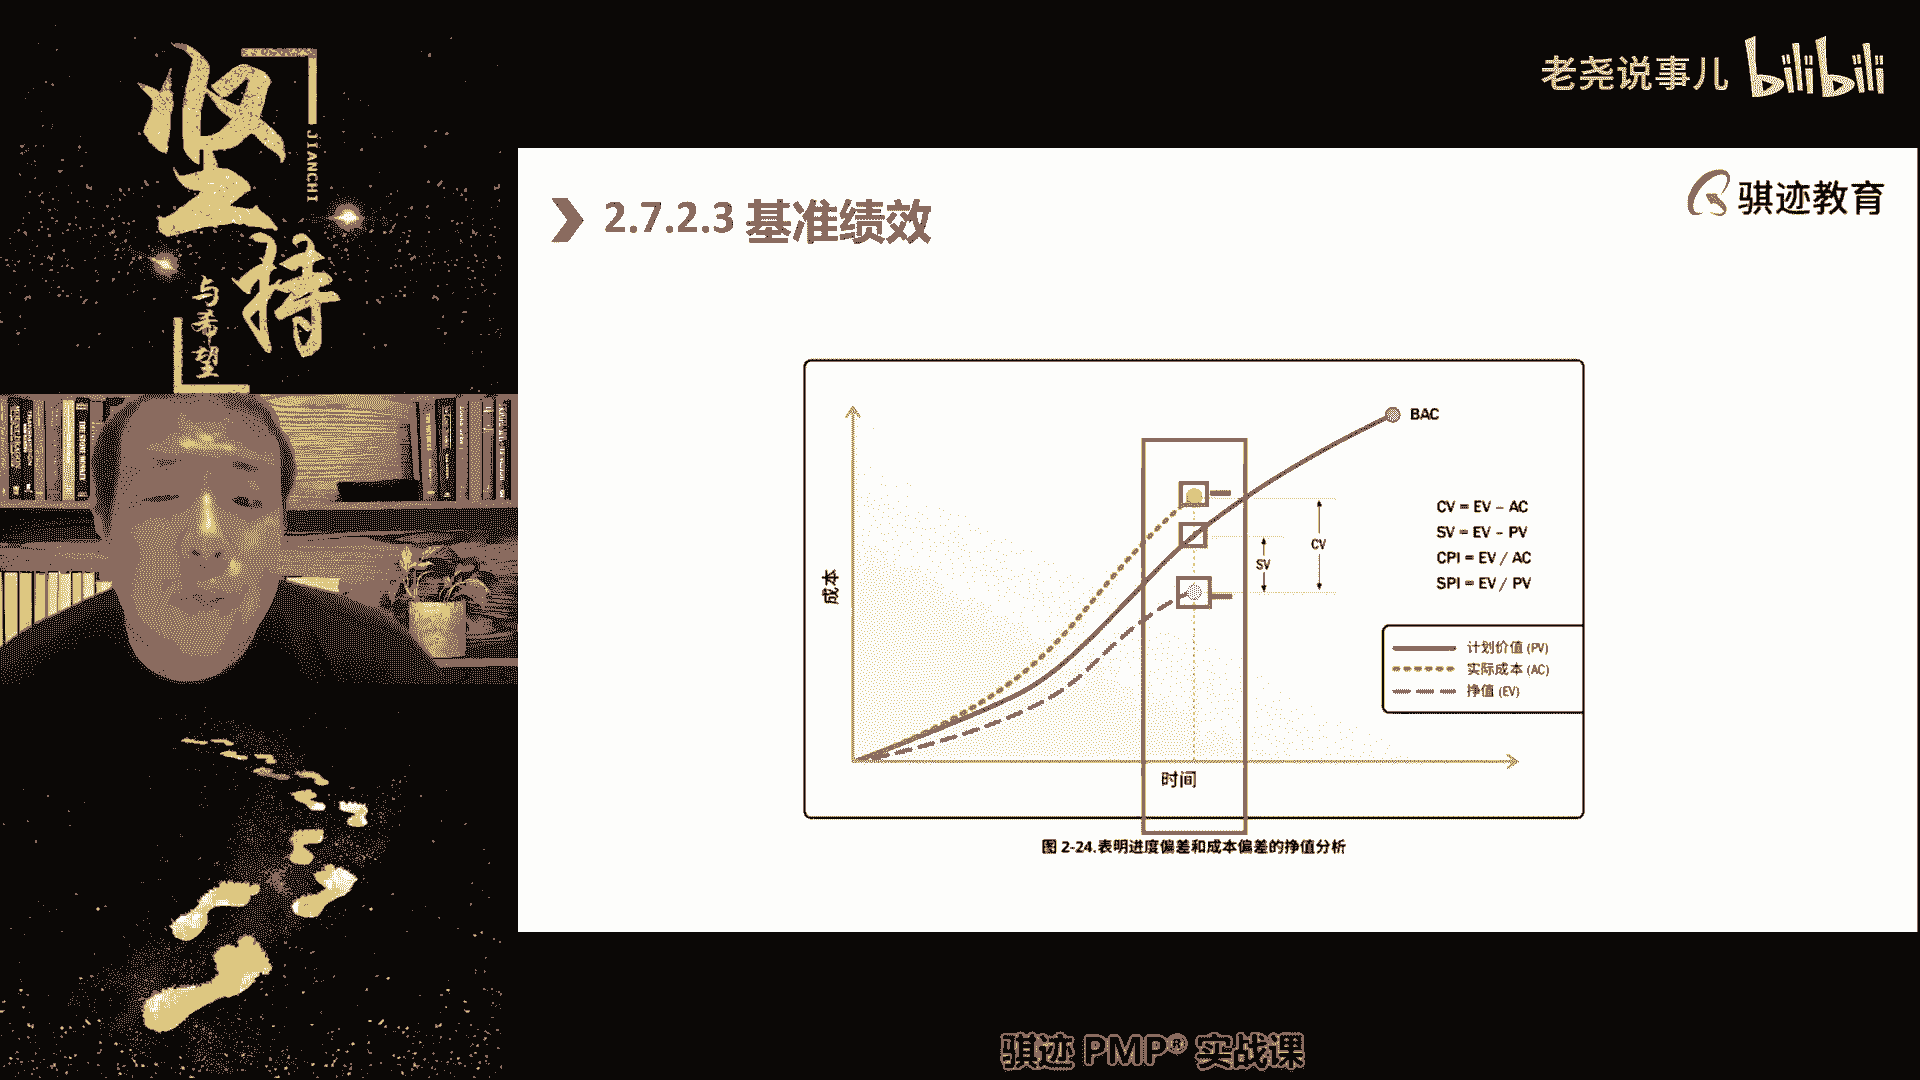 坚持
JIANCHI
与希望
老尧说事儿 bilibili
骐迹教育
2.7.2.3 基准绩效
BAC
CV = EV – AC
SV = EV – PV
CPI = EV / AC
SPI = EV / PV
CV
SV
成本
计划价值 (PV)
实际成本 (AC)
挣值 (EV)
时间
图 2-24.表明进度偏差和成本偏差的挣值分析
骐迹 PMP® 实战课